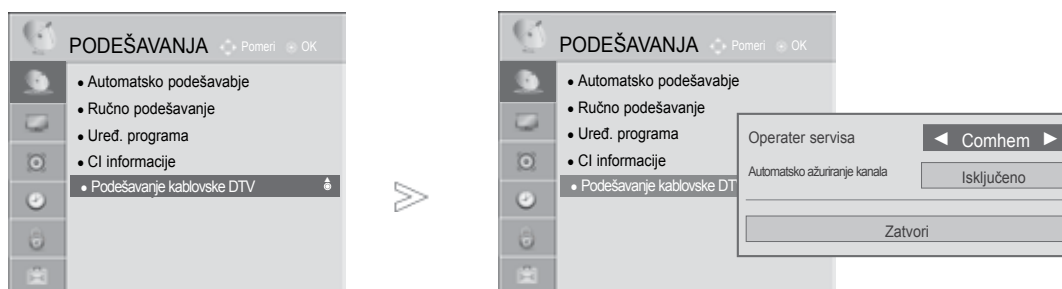 PODEŠAVANJA Pomeri OK
• Automatsko podešavabje
• Ručno podešavanje
• Uređ. programa
• CI informacije
• Podešavanje kablovske DTV
PODEŠAVANJA Pomeri OK
• Automatsko podešavabje
• Ručno podešavanje
• Uređ. programa
• CI informacije
• Podešavanje kablovske DT
Operater servisa ◄ Comhem ►
Automatsko ažuriranje kanala Isključeno
Zatvori